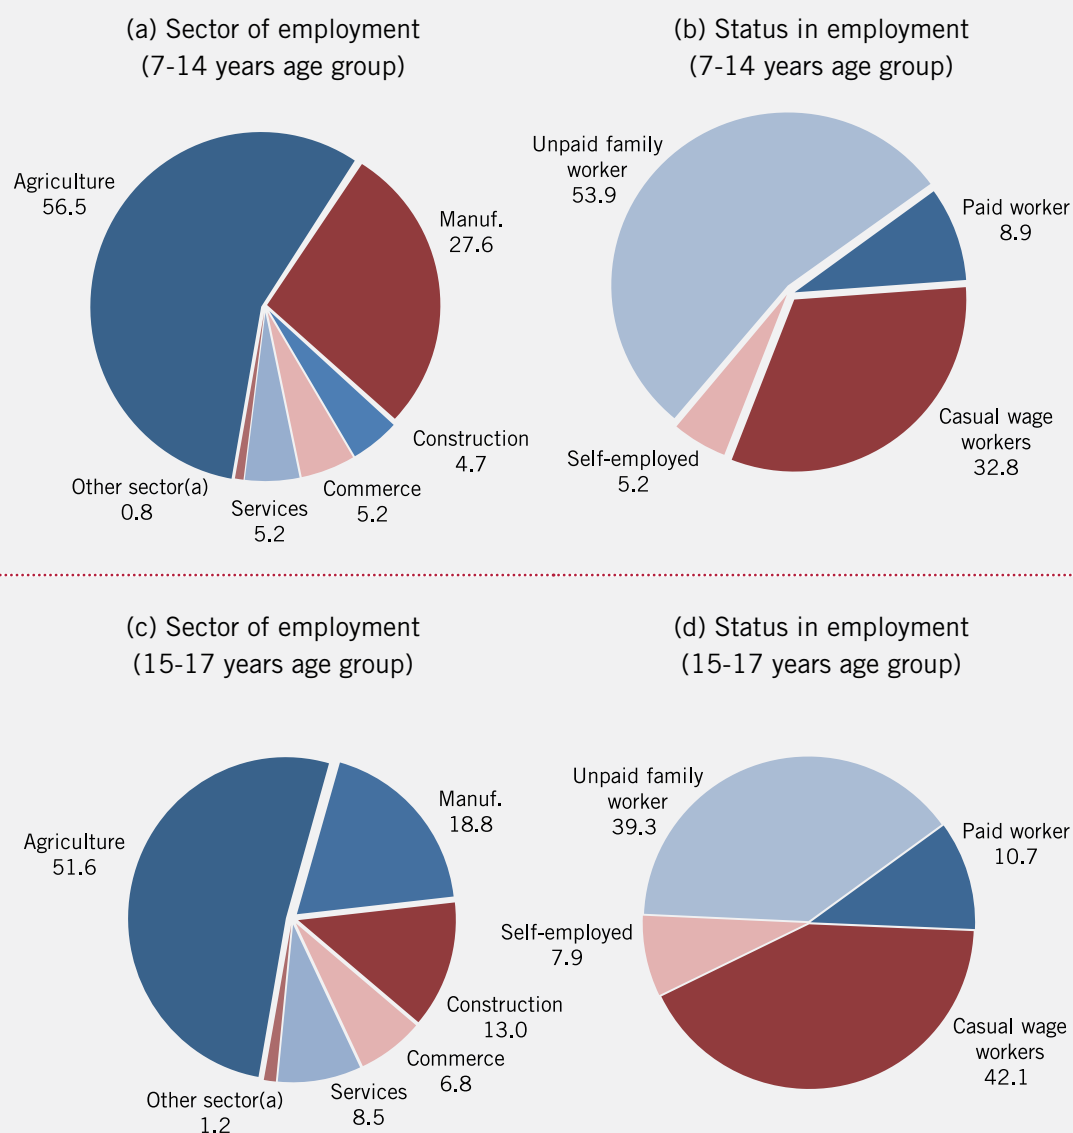 (a) Sector of employment
(7-14 years age group)
Agriculture
56.5
Manuf.
27.6
Construction
4.7
Commerce
5.2
Services
5.2
Other sector(a)
0.8
(b) Status in employment
(7-14 years age group)
Unpaid family
worker
53.9
Paid worker
8.9
Casual wage
workers
32.8
Self-employed
5.2
(c) Sector of employment
(15-17 years age group)
Agriculture
51.6
Manuf.
18.8
Construction
13.0
Commerce
6.8
Services
8.5
Other sector(a)
1.2
(d) Status in employment
(15-17 years age group)
Unpaid family
worker
39.3
Paid worker
10.7
Self-employed
7.9
Casual wage
workers
42.1